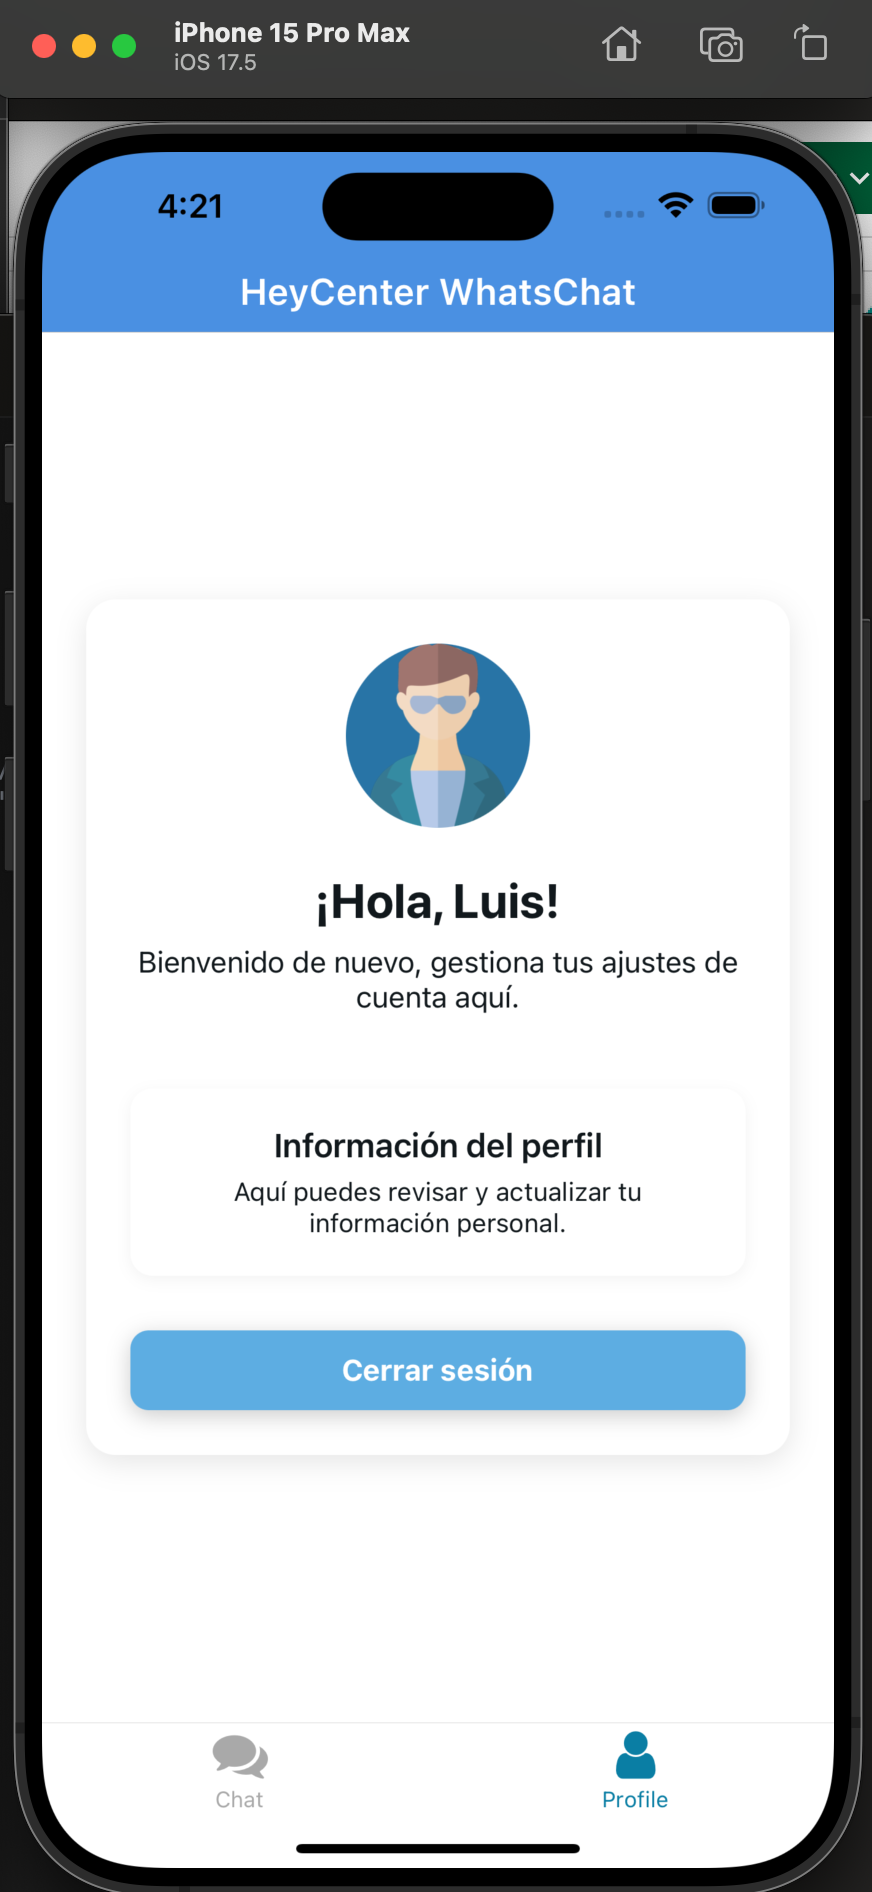 iPhone 15 Pro Max
iOS 17.5
4:21
HeyCenter WhatsChat
¡Hola, Luis!
Bienvenido de nuevo, gestiona tus ajustes de
cuenta aquí.
Información del perfil
Aquí puedes revisar y actualizar tu
información personal.
Cerrar sesión
Chat
Profile